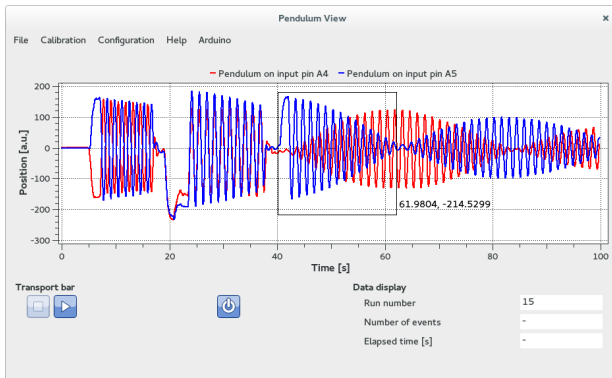 Pendulum View
File Calibration Configuration Help Arduino
Pendulum on input pin A4 Pendulum on input pin A5
200
100
0
-100
-200
-300
Position [a.u.]
61.9804, -214.5299
0 20 40 60 80 100
Time [s]
Transport bar
Data display
Run number 15
Number of events -
Elapsed time [s] -